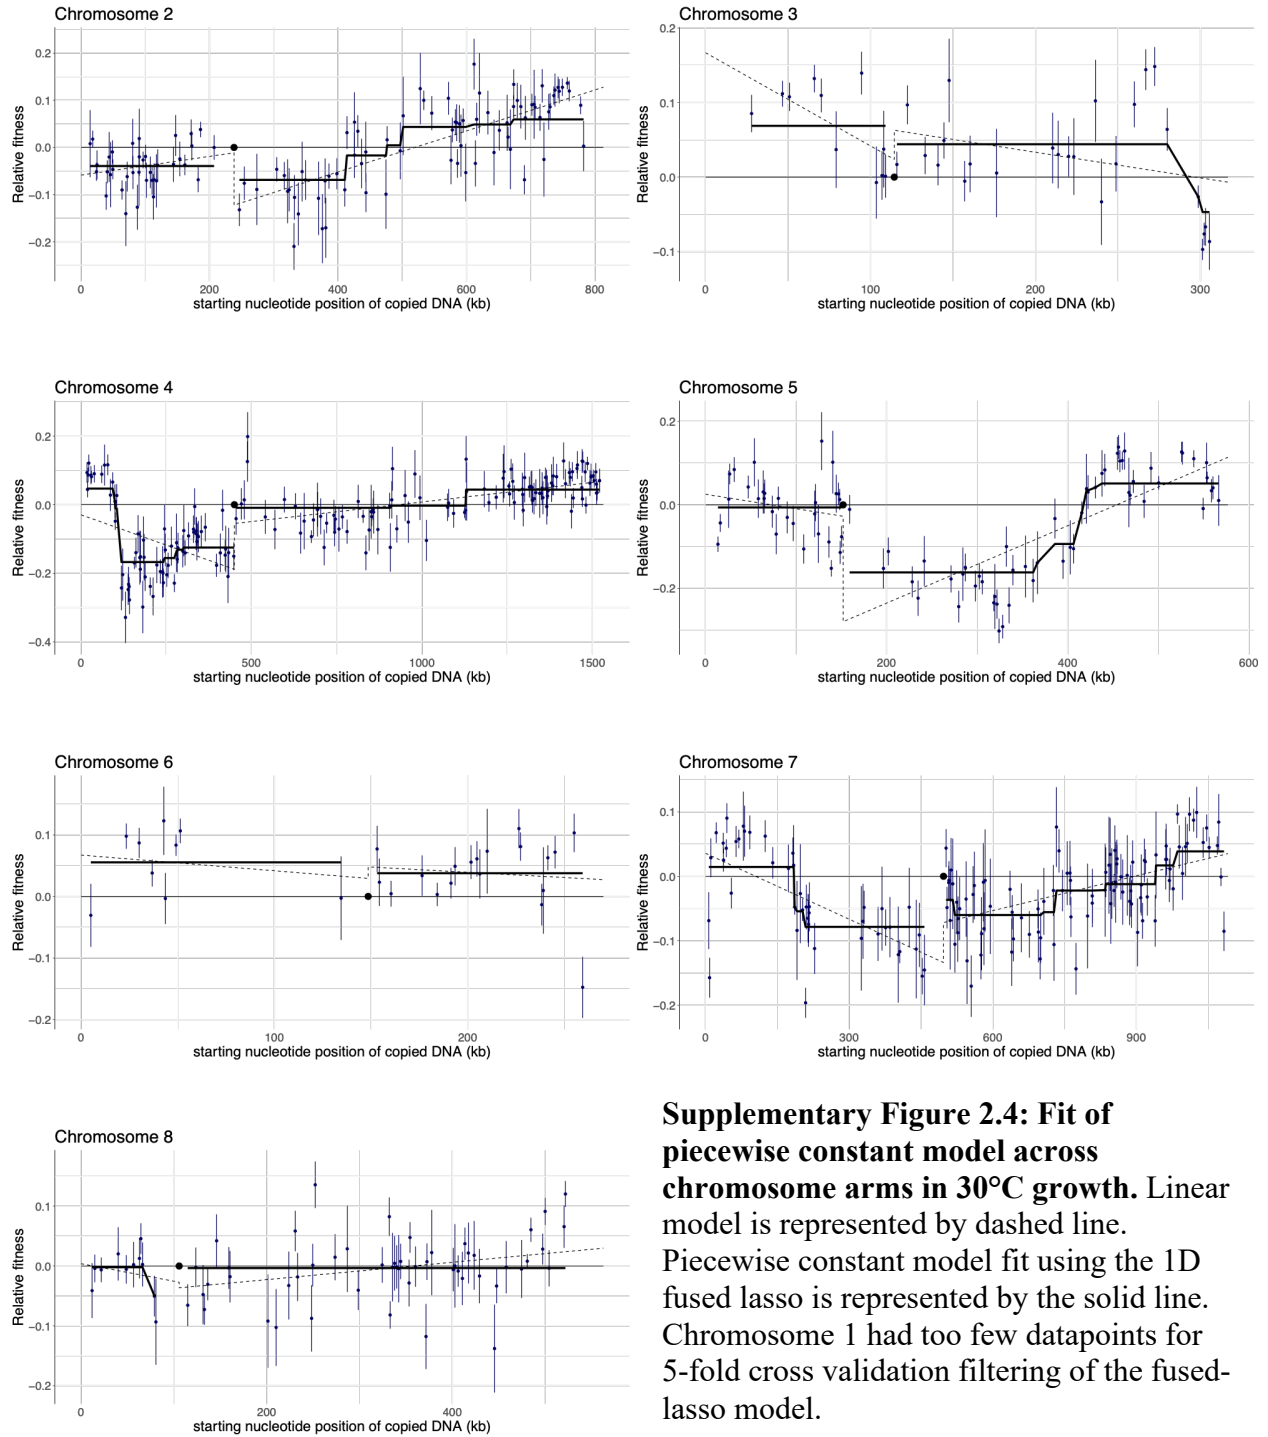 Chromosome 2
Relative fitness
0.2
0.1
0.0
−0.1
−0.2
0 200 400 600 800
starting nucleotide position of copied DNA (kb)
Chromosome 3
Relative fitness
0.2
0.1
0.0
−0.1
0 100 200 300
starting nucleotide position of copied DNA (kb)
Chromosome 4
Relative fitness
0.2
0.0
−0.2
−0.4
0 500 1000 1500
starting nucleotide position of copied DNA (kb)
Chromosome 5
Relative fitness
0.2
0.0
−0.2
0 200 400 600
starting nucleotide position of copied DNA (kb)
Chromosome 6
Relative fitness
0.1
0.0
−0.1
−0.2
0 100 200
starting nucleotide position of copied DNA (kb)
Chromosome 7
Relative fitness
0.1
0.0
−0.1
−0.2
0 300 600 900
starting nucleotide position of copied DNA (kb)
Chromosome 8
Relative fitness
0.1
0.0
−0.1
−0.2
0 200 400
starting nucleotide position of copied DNA (kb)
Supplementary Figure 2.4: Fit of
piecewise constant model across
chromosome arms in 30°C growth. Linear
model is represented by dashed line.
Piecewise constant model fit using the 1D
fused lasso is represented by the solid line.
Chromosome 1 had too few datapoints for
5-fold cross validation filtering of the fused-
lasso model.